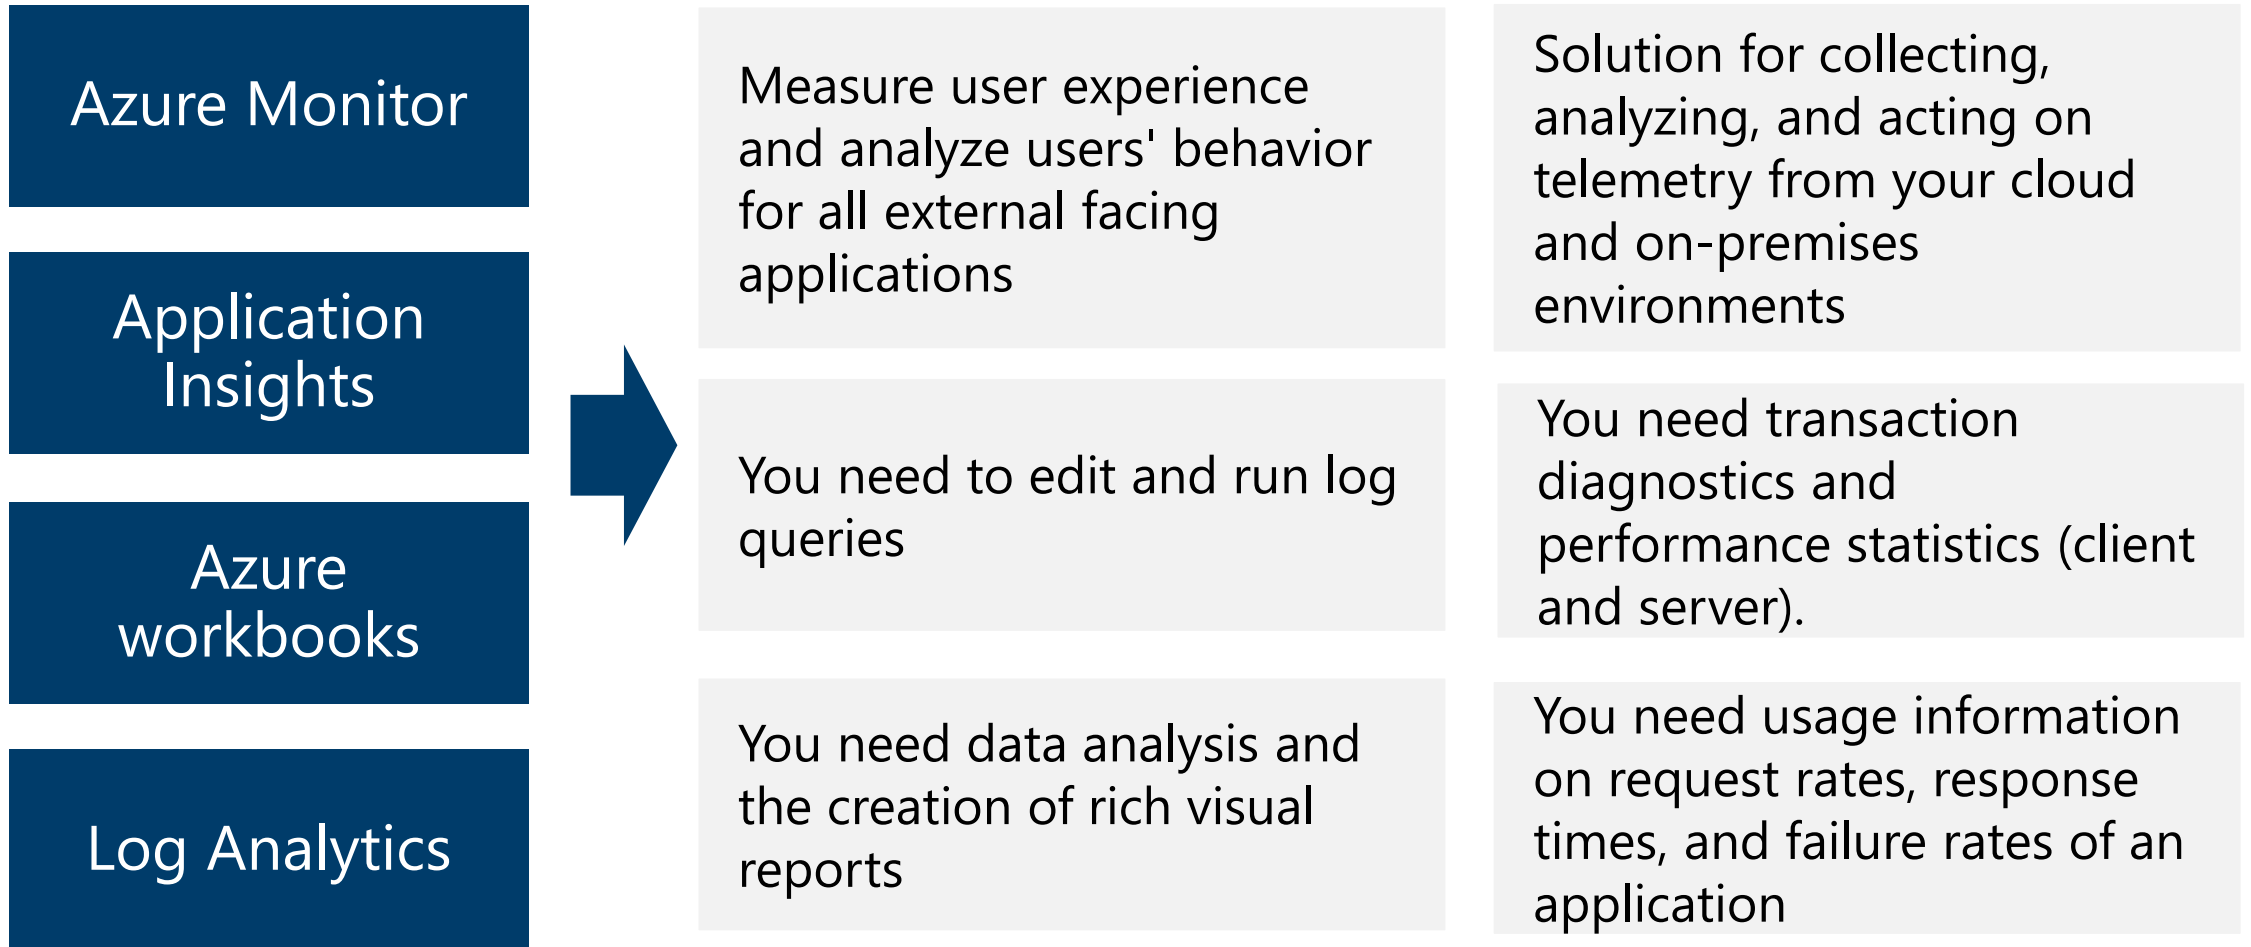 Azure Monitor
Application
Insights
Azure
workbooks
Log Analytics
Measure user experience
and analyze users' behavior
for all external facing
applications
You need to edit and run log
queries
You need data analysis and
the creation of rich visual
reports
Solution for collecting,
analyzing, and acting on
telemetry from your cloud
and on-premises
environments
You need transaction
diagnostics and
performance statistics (client
and server).
You need usage information
on request rates, response
times, and failure rates of an
application